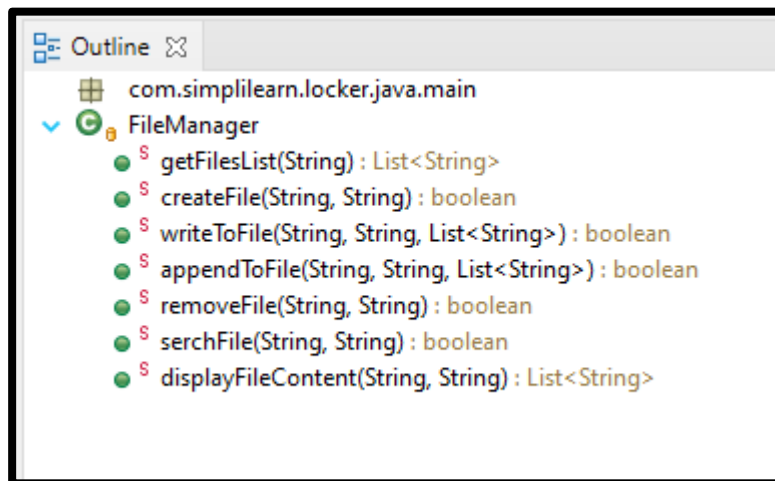 Outline
com.simplilearn.locker.java.main
FileManager
S getFilesList(String) : List<String>
S createFile(String, String) : boolean
S writeToFile(String, String, List<String>) : boolean
S appendToFile(String, String, List<String>) : boolean
S removeFile(String, String) : boolean
S serchFile(String, String) : boolean
S displayFileContent(String, String) : List<String>